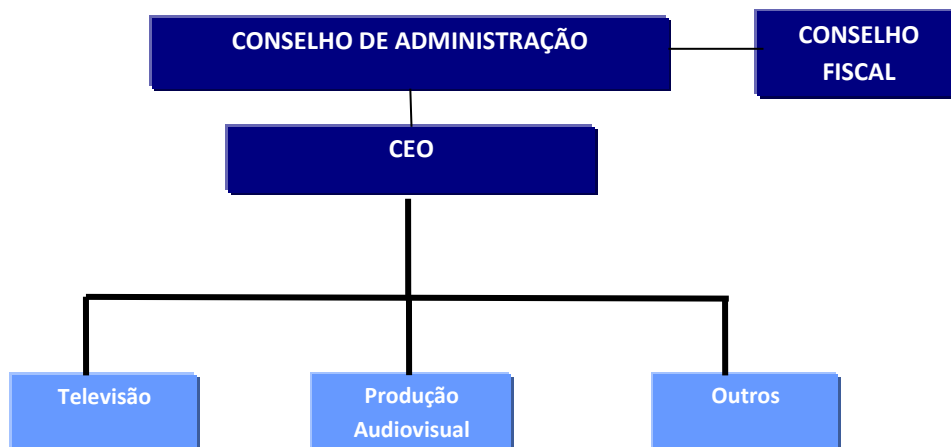 CONSELHO DE ADMINISTRAÇÃO
CONSELHO
FISCAL
CEO
Televisão
Produção
Audiovisual
Outros